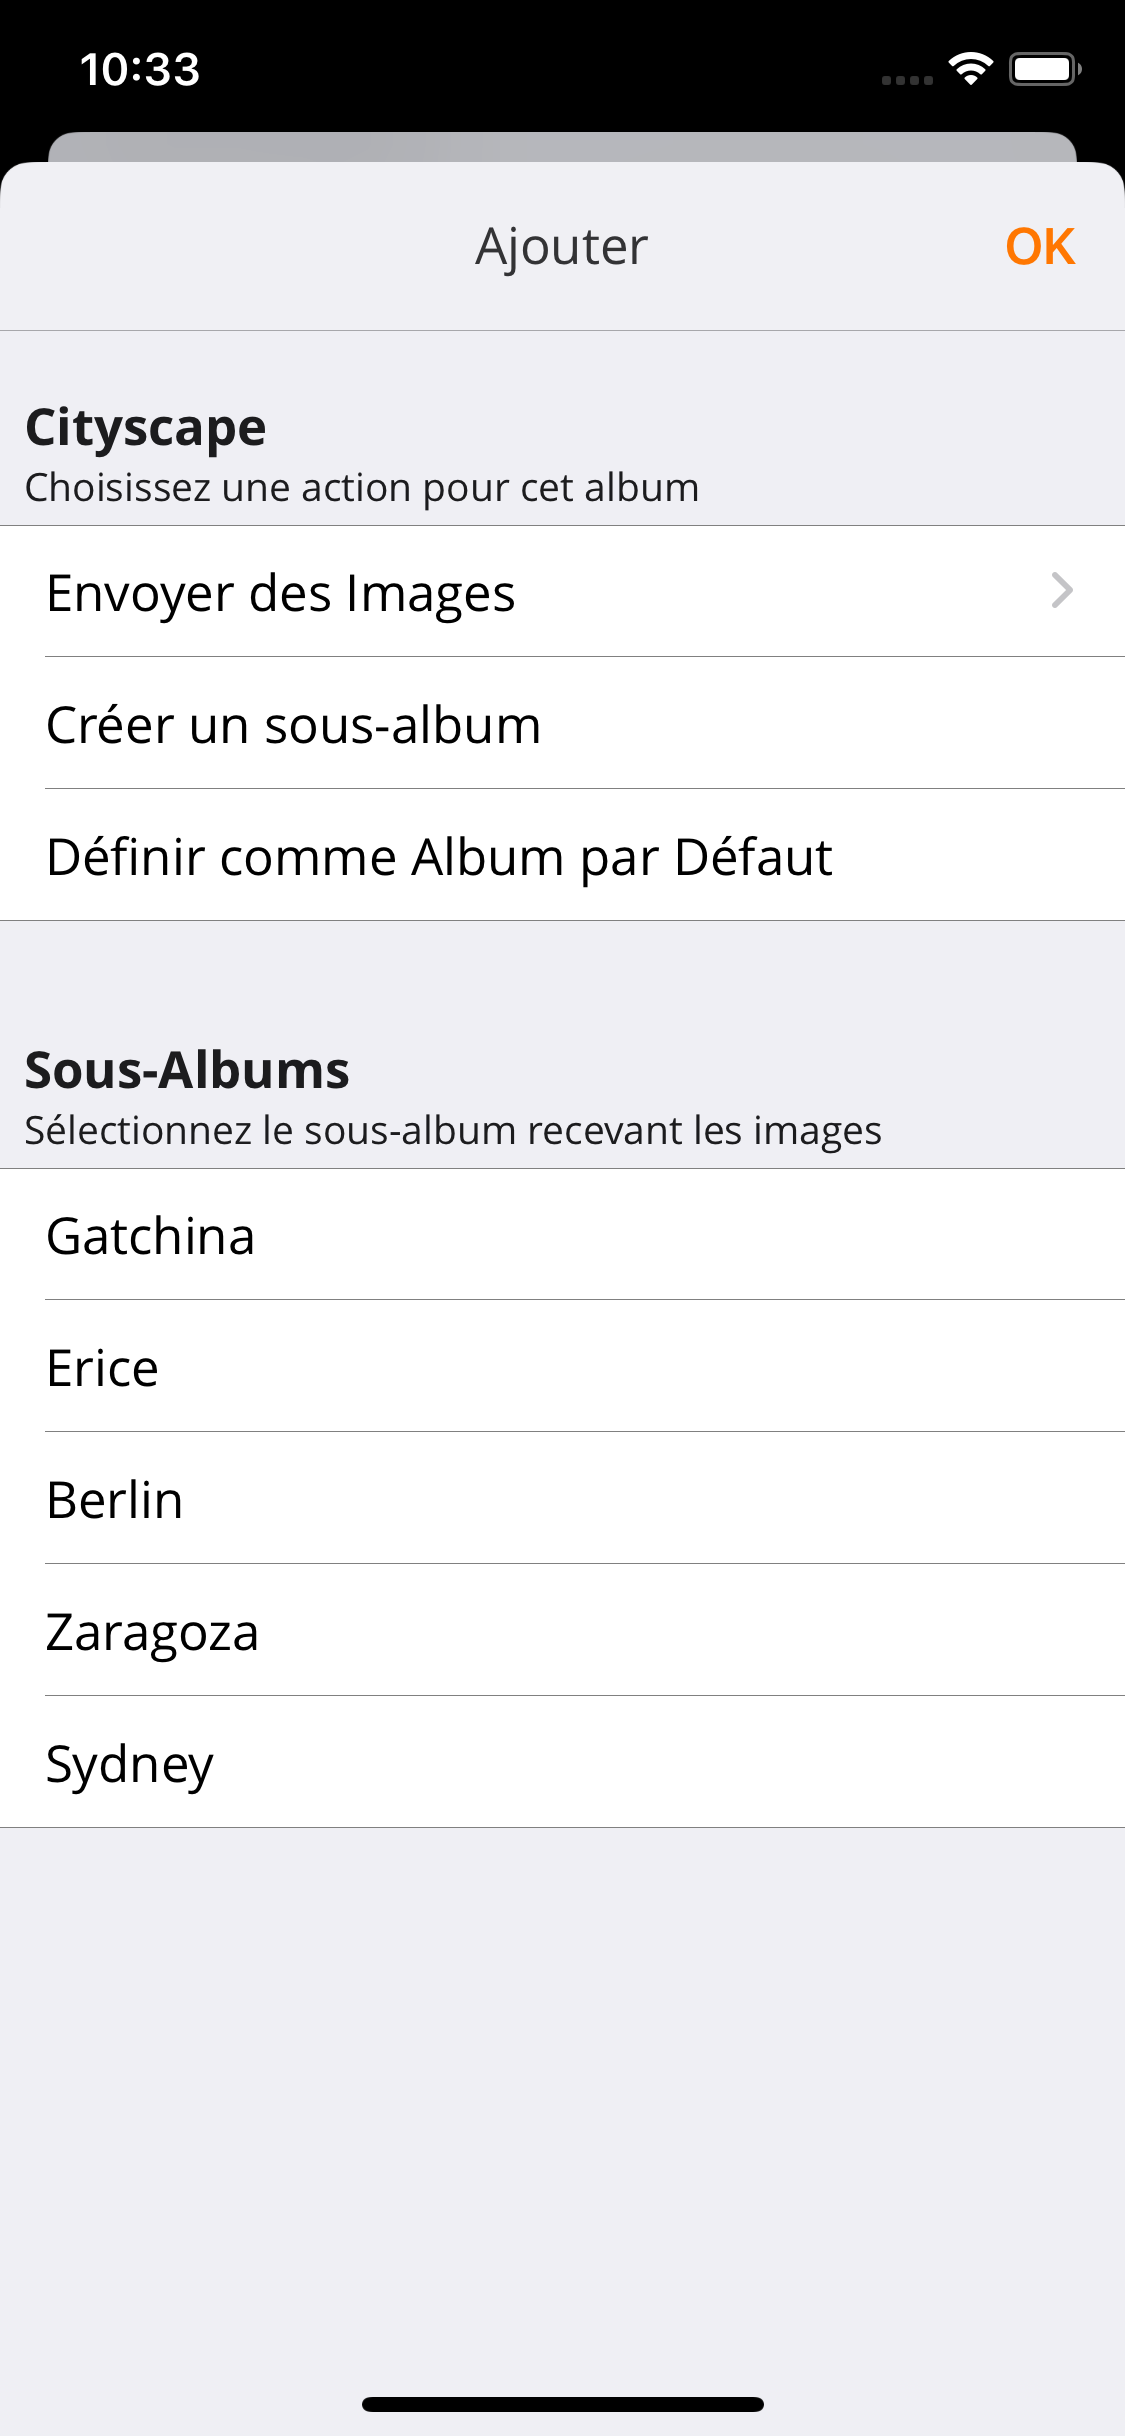 10:33
Ajouter
OK
Cityscape
Choisissez une action pour cet album
Envoyer des Images
Créer un sous-album
Définir comme Album par Défaut
Sous-Albums
Sélectionnez le sous-album recevant les images
Gatchina
Erice
Berlin
Zaragoza
Sydney